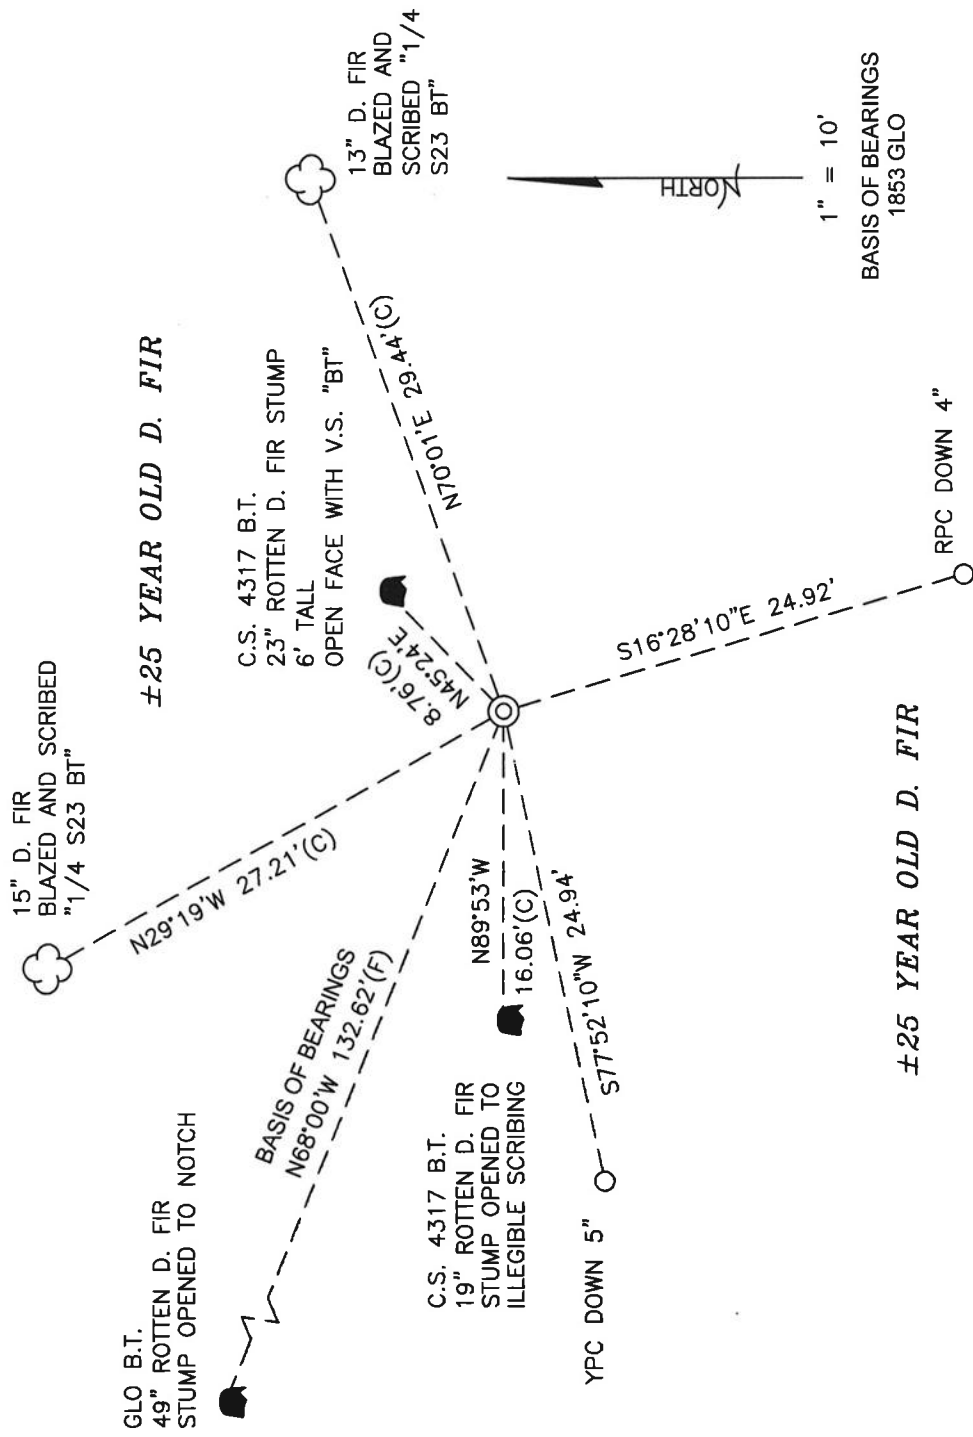 GLO B.T.
49" ROTTEN D. FIR
STUMP OPENED TO NOTCH
15" D. FIR
BLAZED AND SCRIBED
"1/4 S23 BT"
±25 YEAR OLD D. FIR
13" D. FIR
BLAZED AND
SCRIBED "1/4
S23 BT"
C.S. 4317 B.T.
23" ROTTEN D. FIR STUMP
6' TALL
OPEN FACE WITH V.S. "BT"
BASIS OF BEARINGS
N68°00'W 132.62'(F)
N29°19'W 27.21'(C)
8.76'(C)
N45°24'E
N70°01'E 29.44'(C)
N89°53'W
16.06'(C)
C.S. 4317 B.T.
19" ROTTEN D. FIR
STUMP OPENED TO
ILLEGIBLE SCRIBING
S77°52'10"W 24.94'
YPC DOWN 5"
S16°28'10"E 24.92'
RPC DOWN 4"
±25 YEAR OLD D. FIR
NORTH
1" = 10'
BASIS OF BEARINGS
1853 GLO